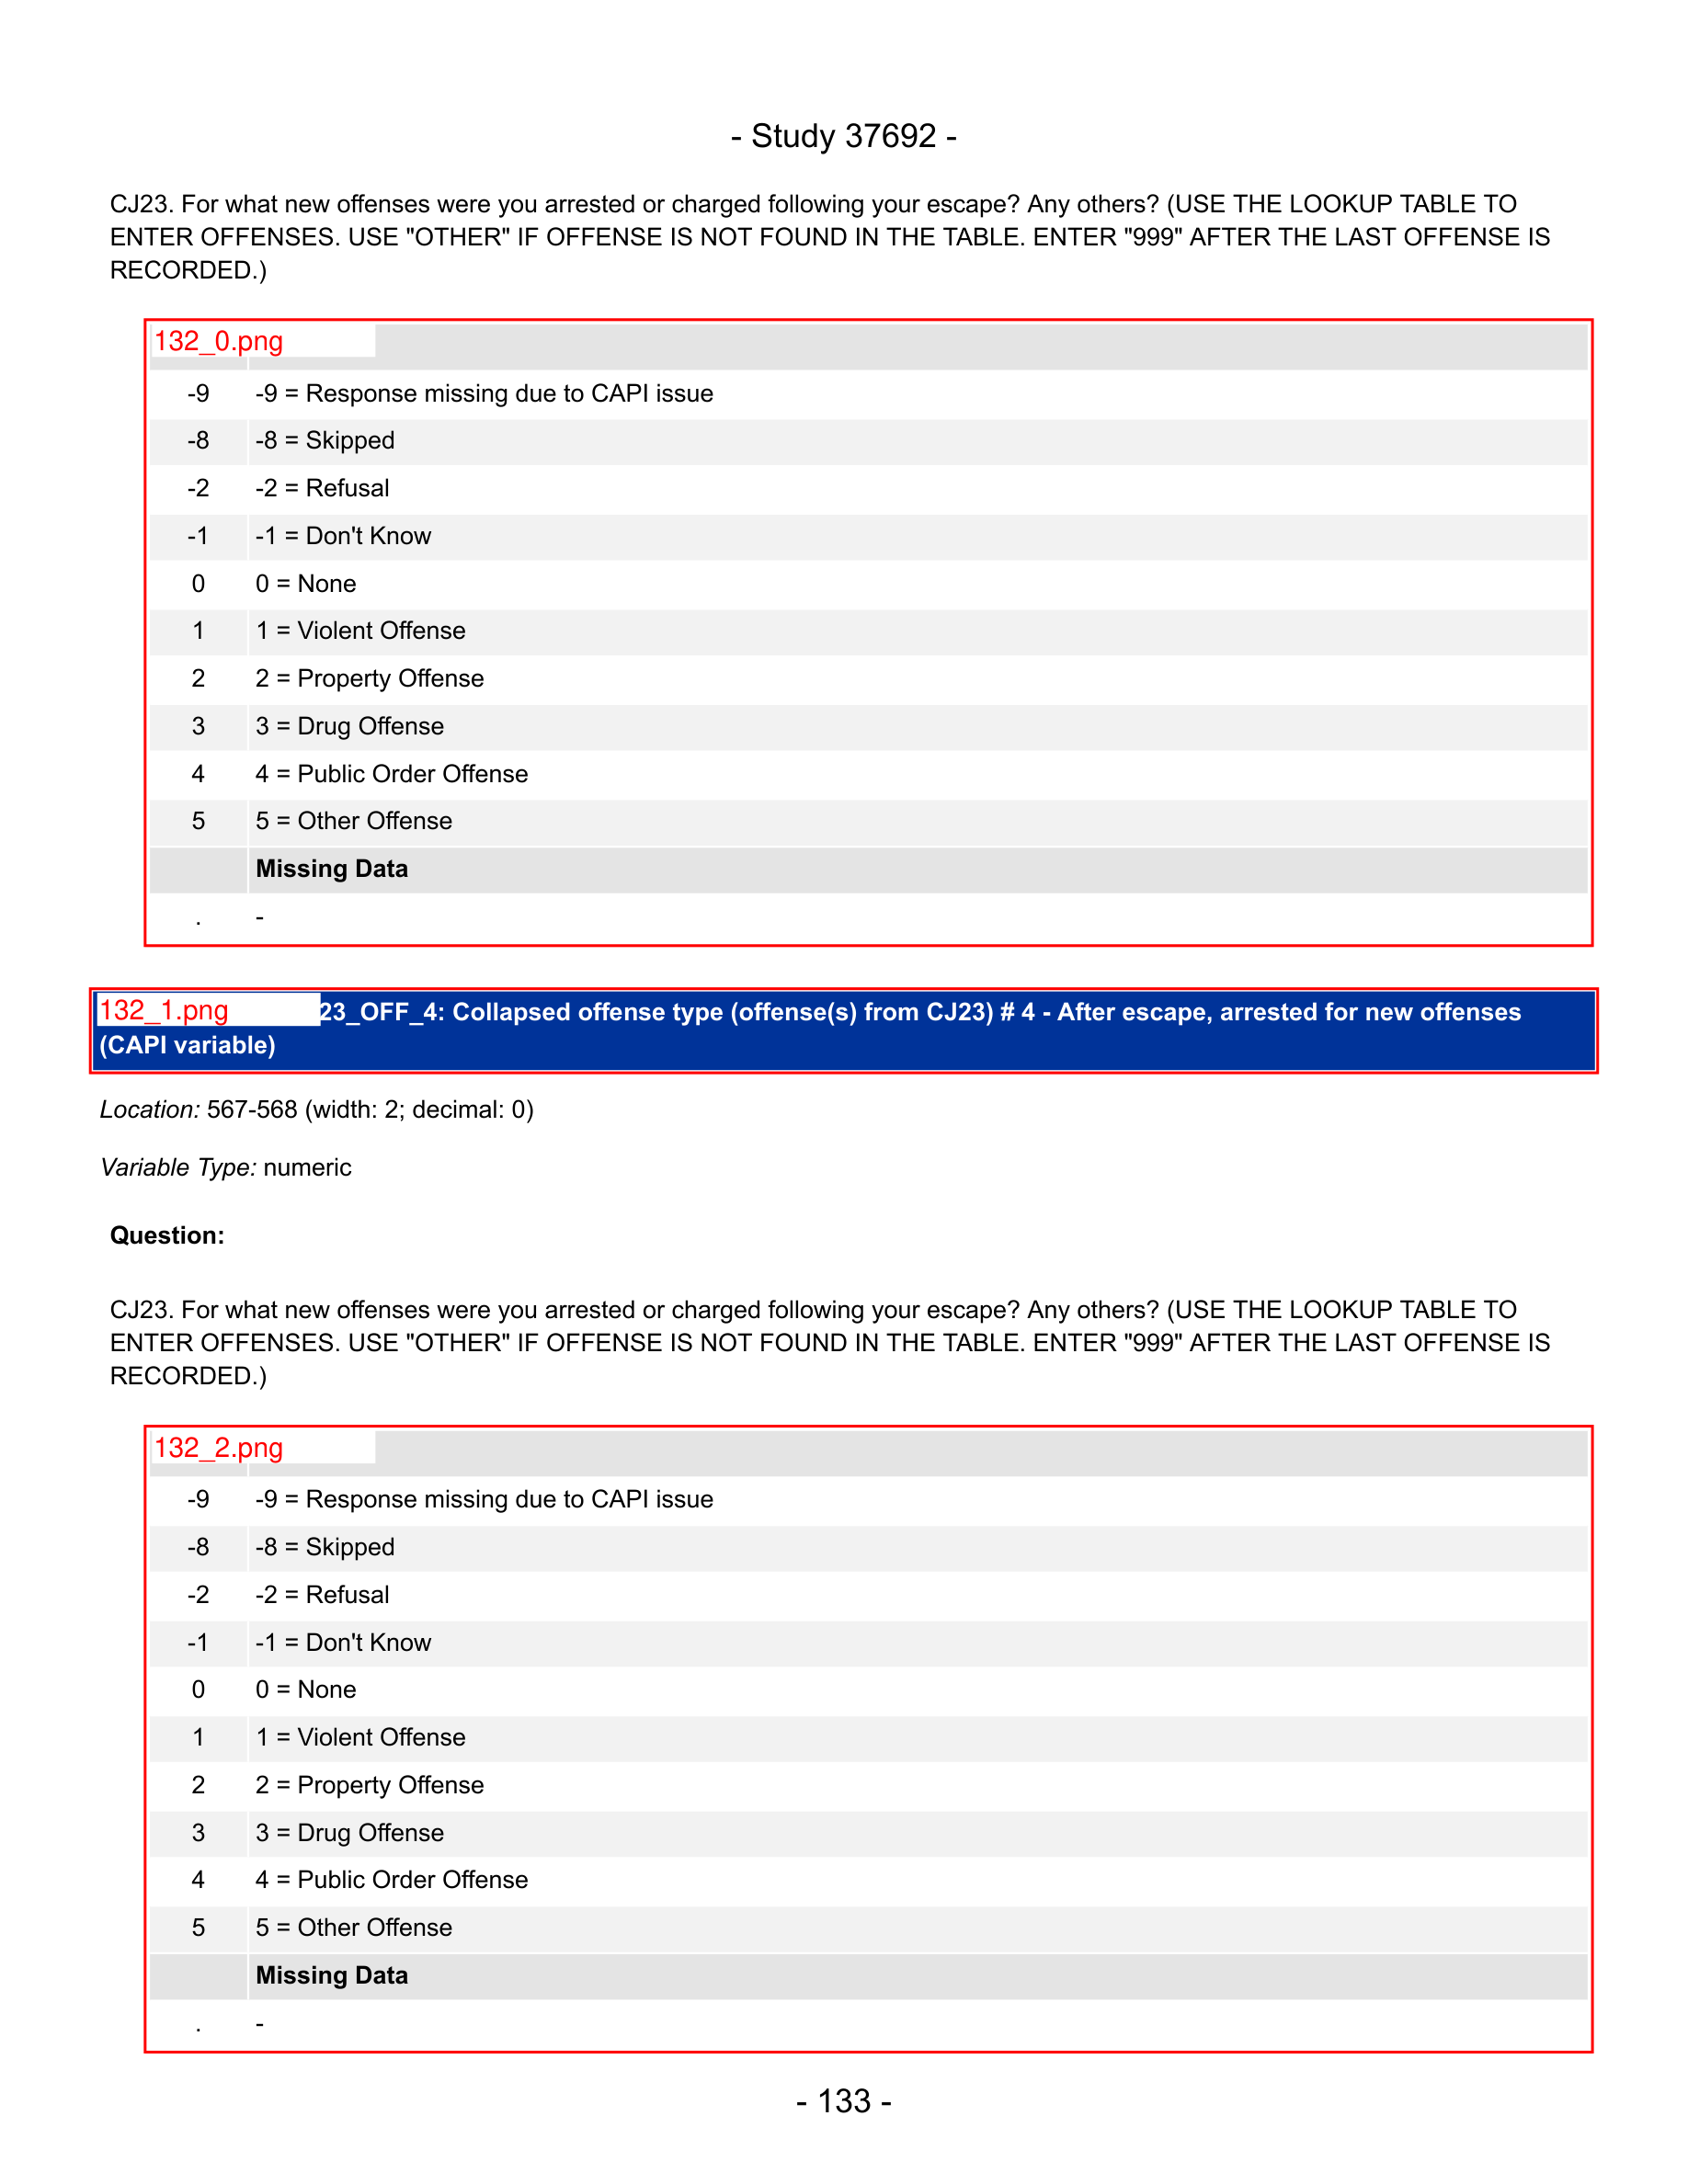 - Study 37692 -
CJ23. For what new offenses were you arrested or charged following your escape? Any others? (USE THE LOOKUP TABLE TO
ENTER OFFENSES. USE "OTHER" IF OFFENSE IS NOT FOUND IN THE TABLE. ENTER "999" AFTER THE LAST OFFENSE IS
RECORDED.)
132_0.png
-9 -9 = Response missing due to CAPI issue
-8 -8 = Skipped
-2 -2 = Refusal
-1 -1 = Don't Know
0 0 = None
1 1 = Violent Offense
2 2 = Property Offense
3 3 = Drug Offense
4 4 = Public Order Offense
5 5 = Other Offense
Missing Data
. -
132_1.png 23_OFF_4: Collapsed offense type (offense(s) from CJ23) # 4 - After escape, arrested for new offenses
(CAPI variable)
Location: 567-568 (width: 2; decimal: 0)
Variable Type: numeric
Question:
CJ23. For what new offenses were you arrested or charged following your escape? Any others? (USE THE LOOKUP TABLE TO
ENTER OFFENSES. USE "OTHER" IF OFFENSE IS NOT FOUND IN THE TABLE. ENTER "999" AFTER THE LAST OFFENSE IS
RECORDED.)
132_2.png
-9 -9 = Response missing due to CAPI issue
-8 -8 = Skipped
-2 -2 = Refusal
-1 -1 = Don't Know
0 0 = None
1 1 = Violent Offense
2 2 = Property Offense
3 3 = Drug Offense
4 4 = Public Order Offense
5 5 = Other Offense
Missing Data
. -
- 133 -